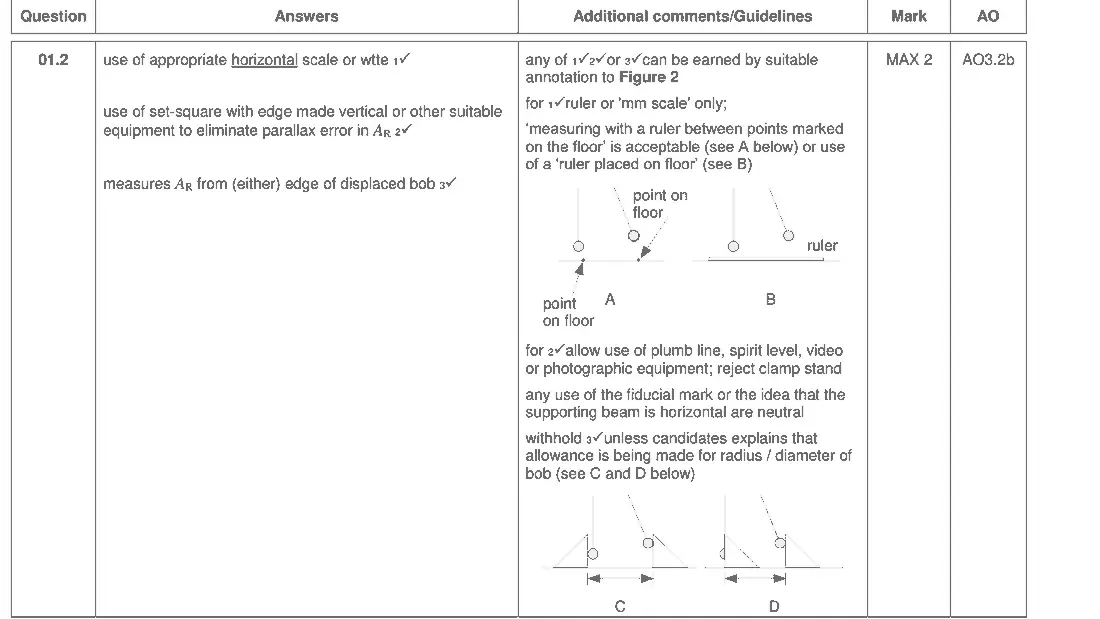 Question Answers Additional comments/Guidelines Mark AO
01.2
use of appropriate horizontal scale or wtte 1✓
use of set-square with edge made vertical or other suitable
equipment to eliminate parallax error in AR 2✓
measures AR from (either) edge of displaced bob 3✓
any of 1✓2✓or 3✓can be earned by suitable
annotation to Figure 2
for 1✓ruler or 'mm scale' only;
'measuring with a ruler between points marked
on the floor' is acceptable (see A below) or use
of a 'ruler placed on floor' (see B)
point on
floor
ruler
point
on floor
A
B
for 2✓allow use of plumb line, spirit level, video
or photographic equipment; reject clamp stand
any use of the fiducial mark or the idea that the
supporting beam is horizontal are neutral
withhold 3✓unless candidates explains that
allowance is being made for radius / diameter of
bob (see C and D below)
C
D
MAX 2
AO3.2b